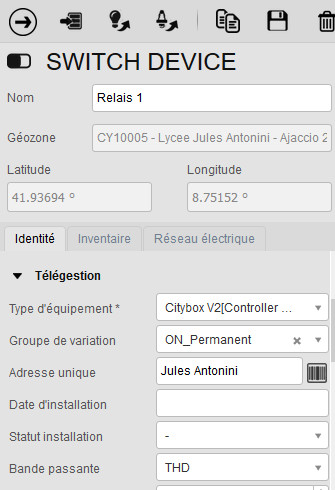 SWITCH DEVICE
Nom Relais 1
Géozone CY10005 - Lycee Jules Antonini - Ajaccio 2
Latitude Longitude
41.93694 º 8.75152 º
Identité Inventaire Réseau électrique
Télégestion
Type d'équipement * Citybox V2[Controller ...
Groupe de variation ON_Permanent
Adresse unique Jules Antonini
Date d'installation
Statut installation -
Bande passante THD